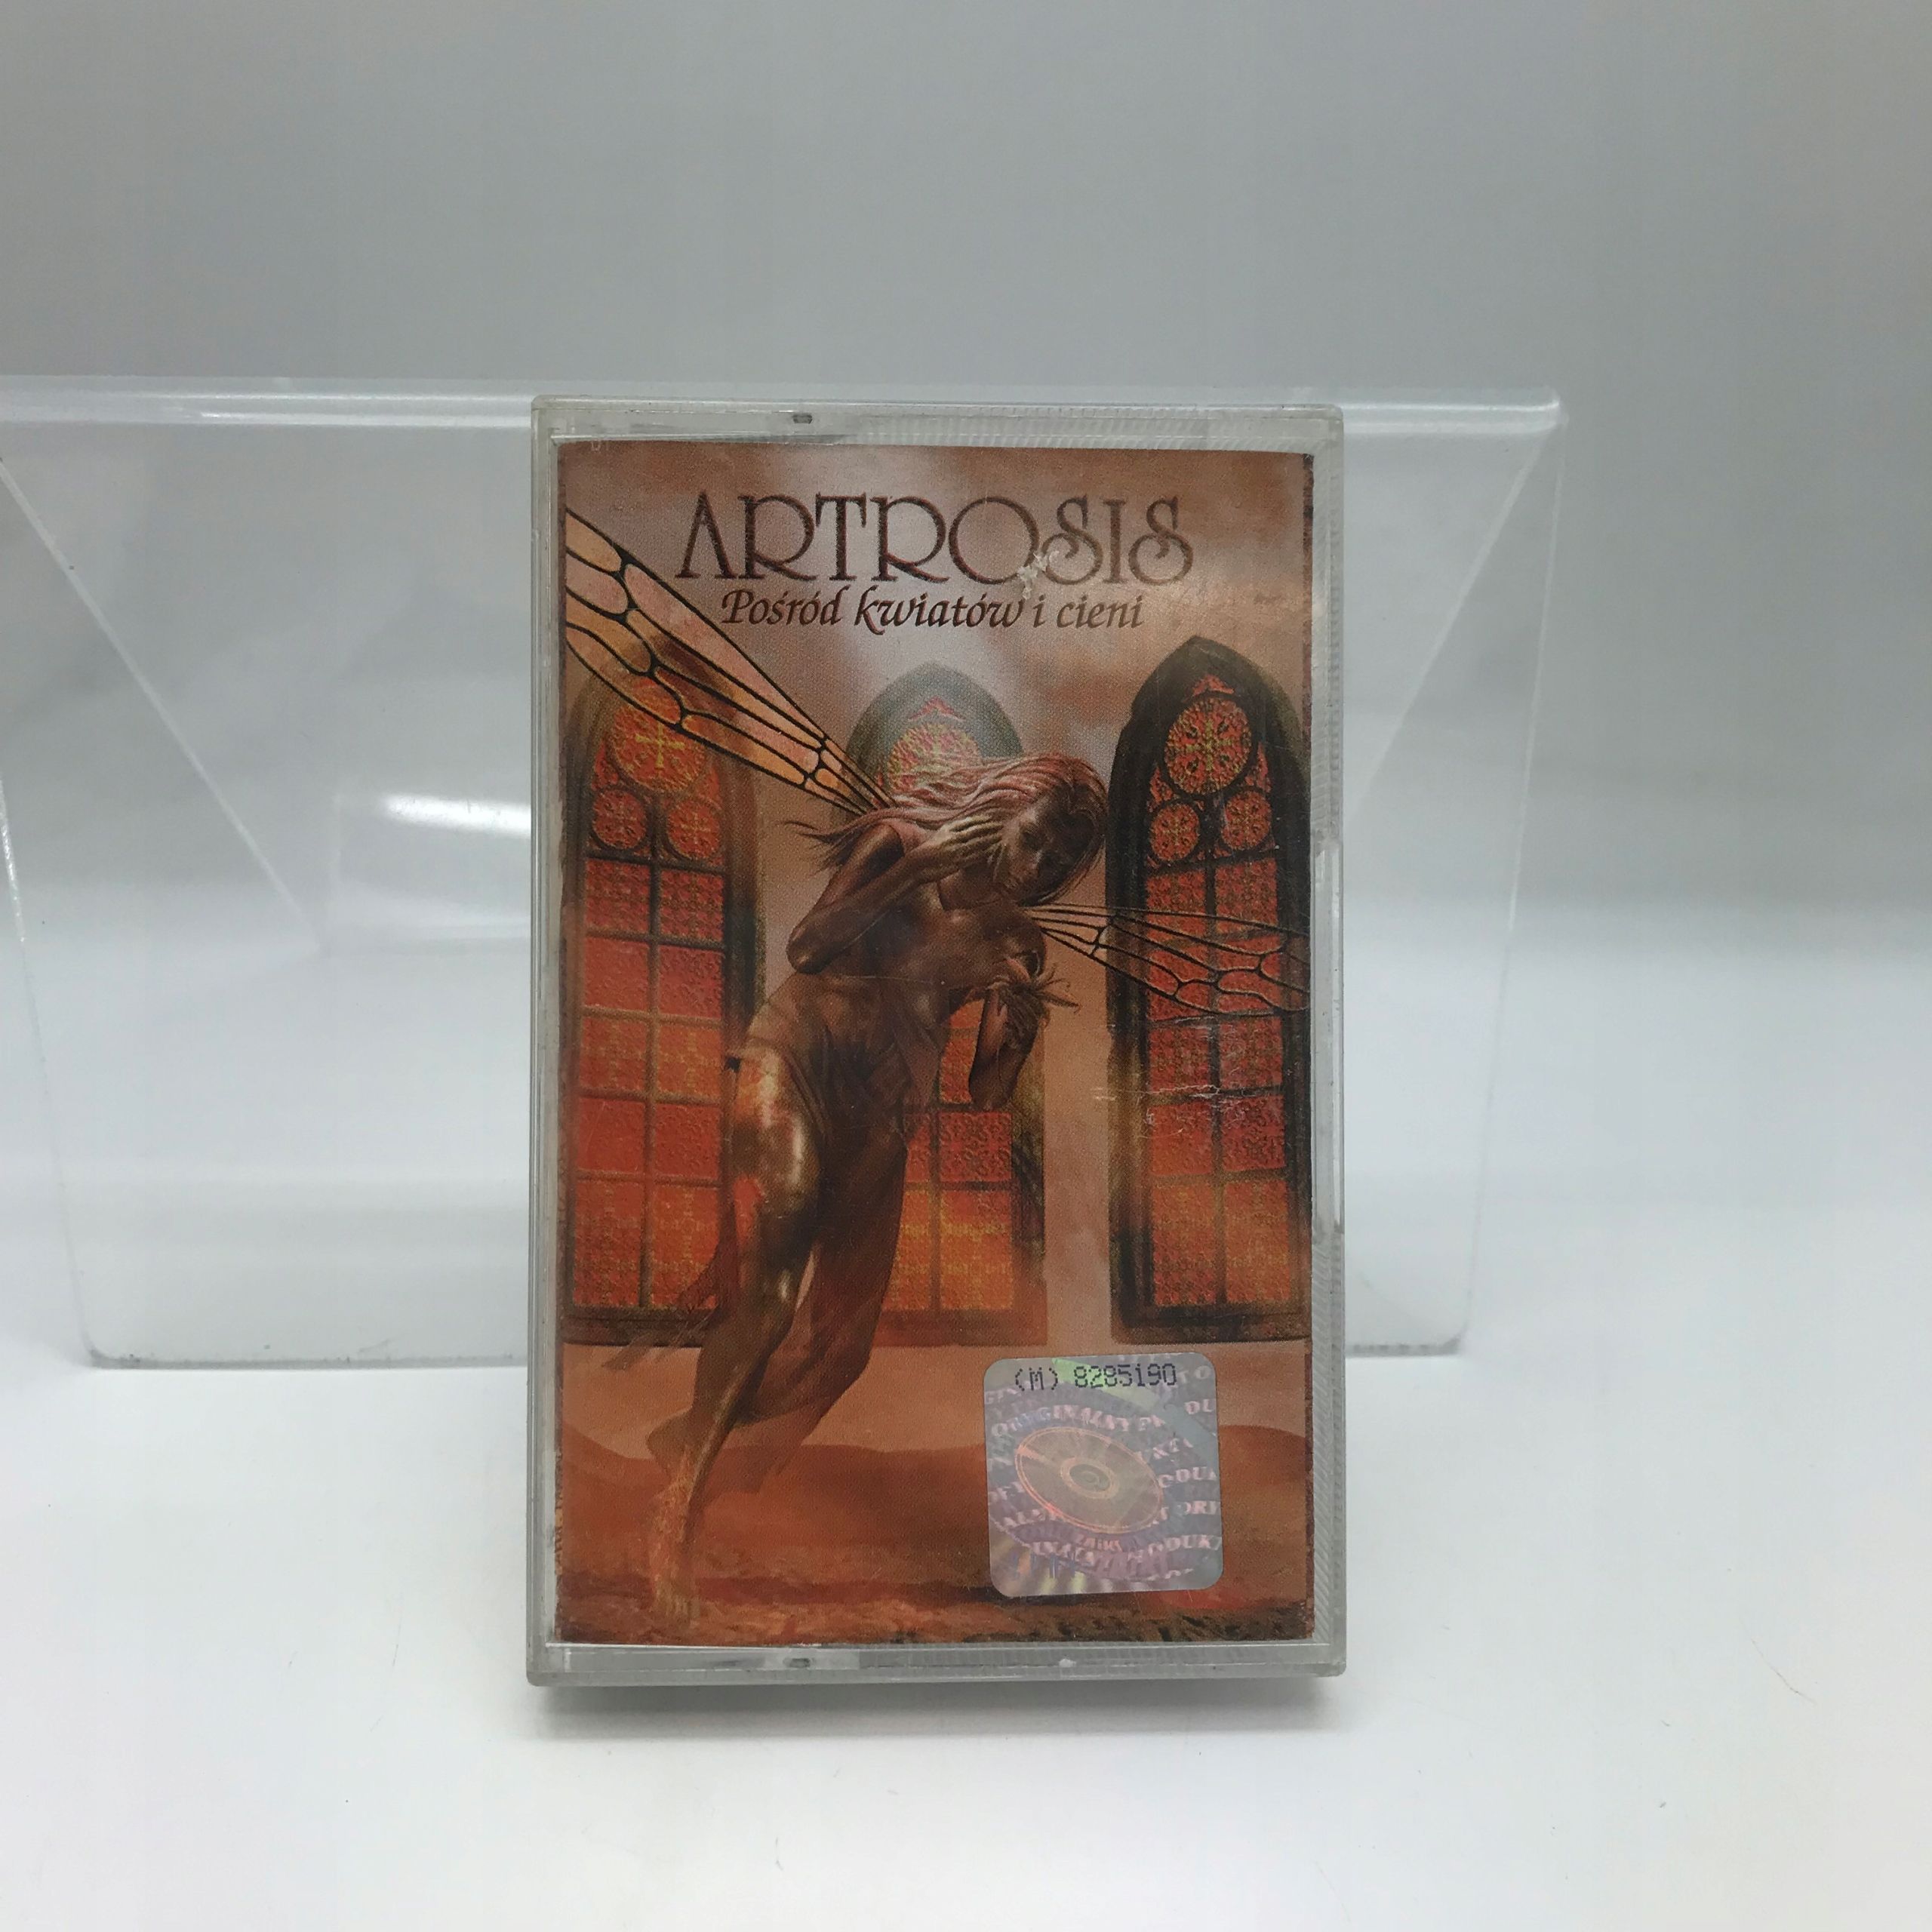 ARTROSIS
Pośród kwiatów i cieni
(M) 8285190